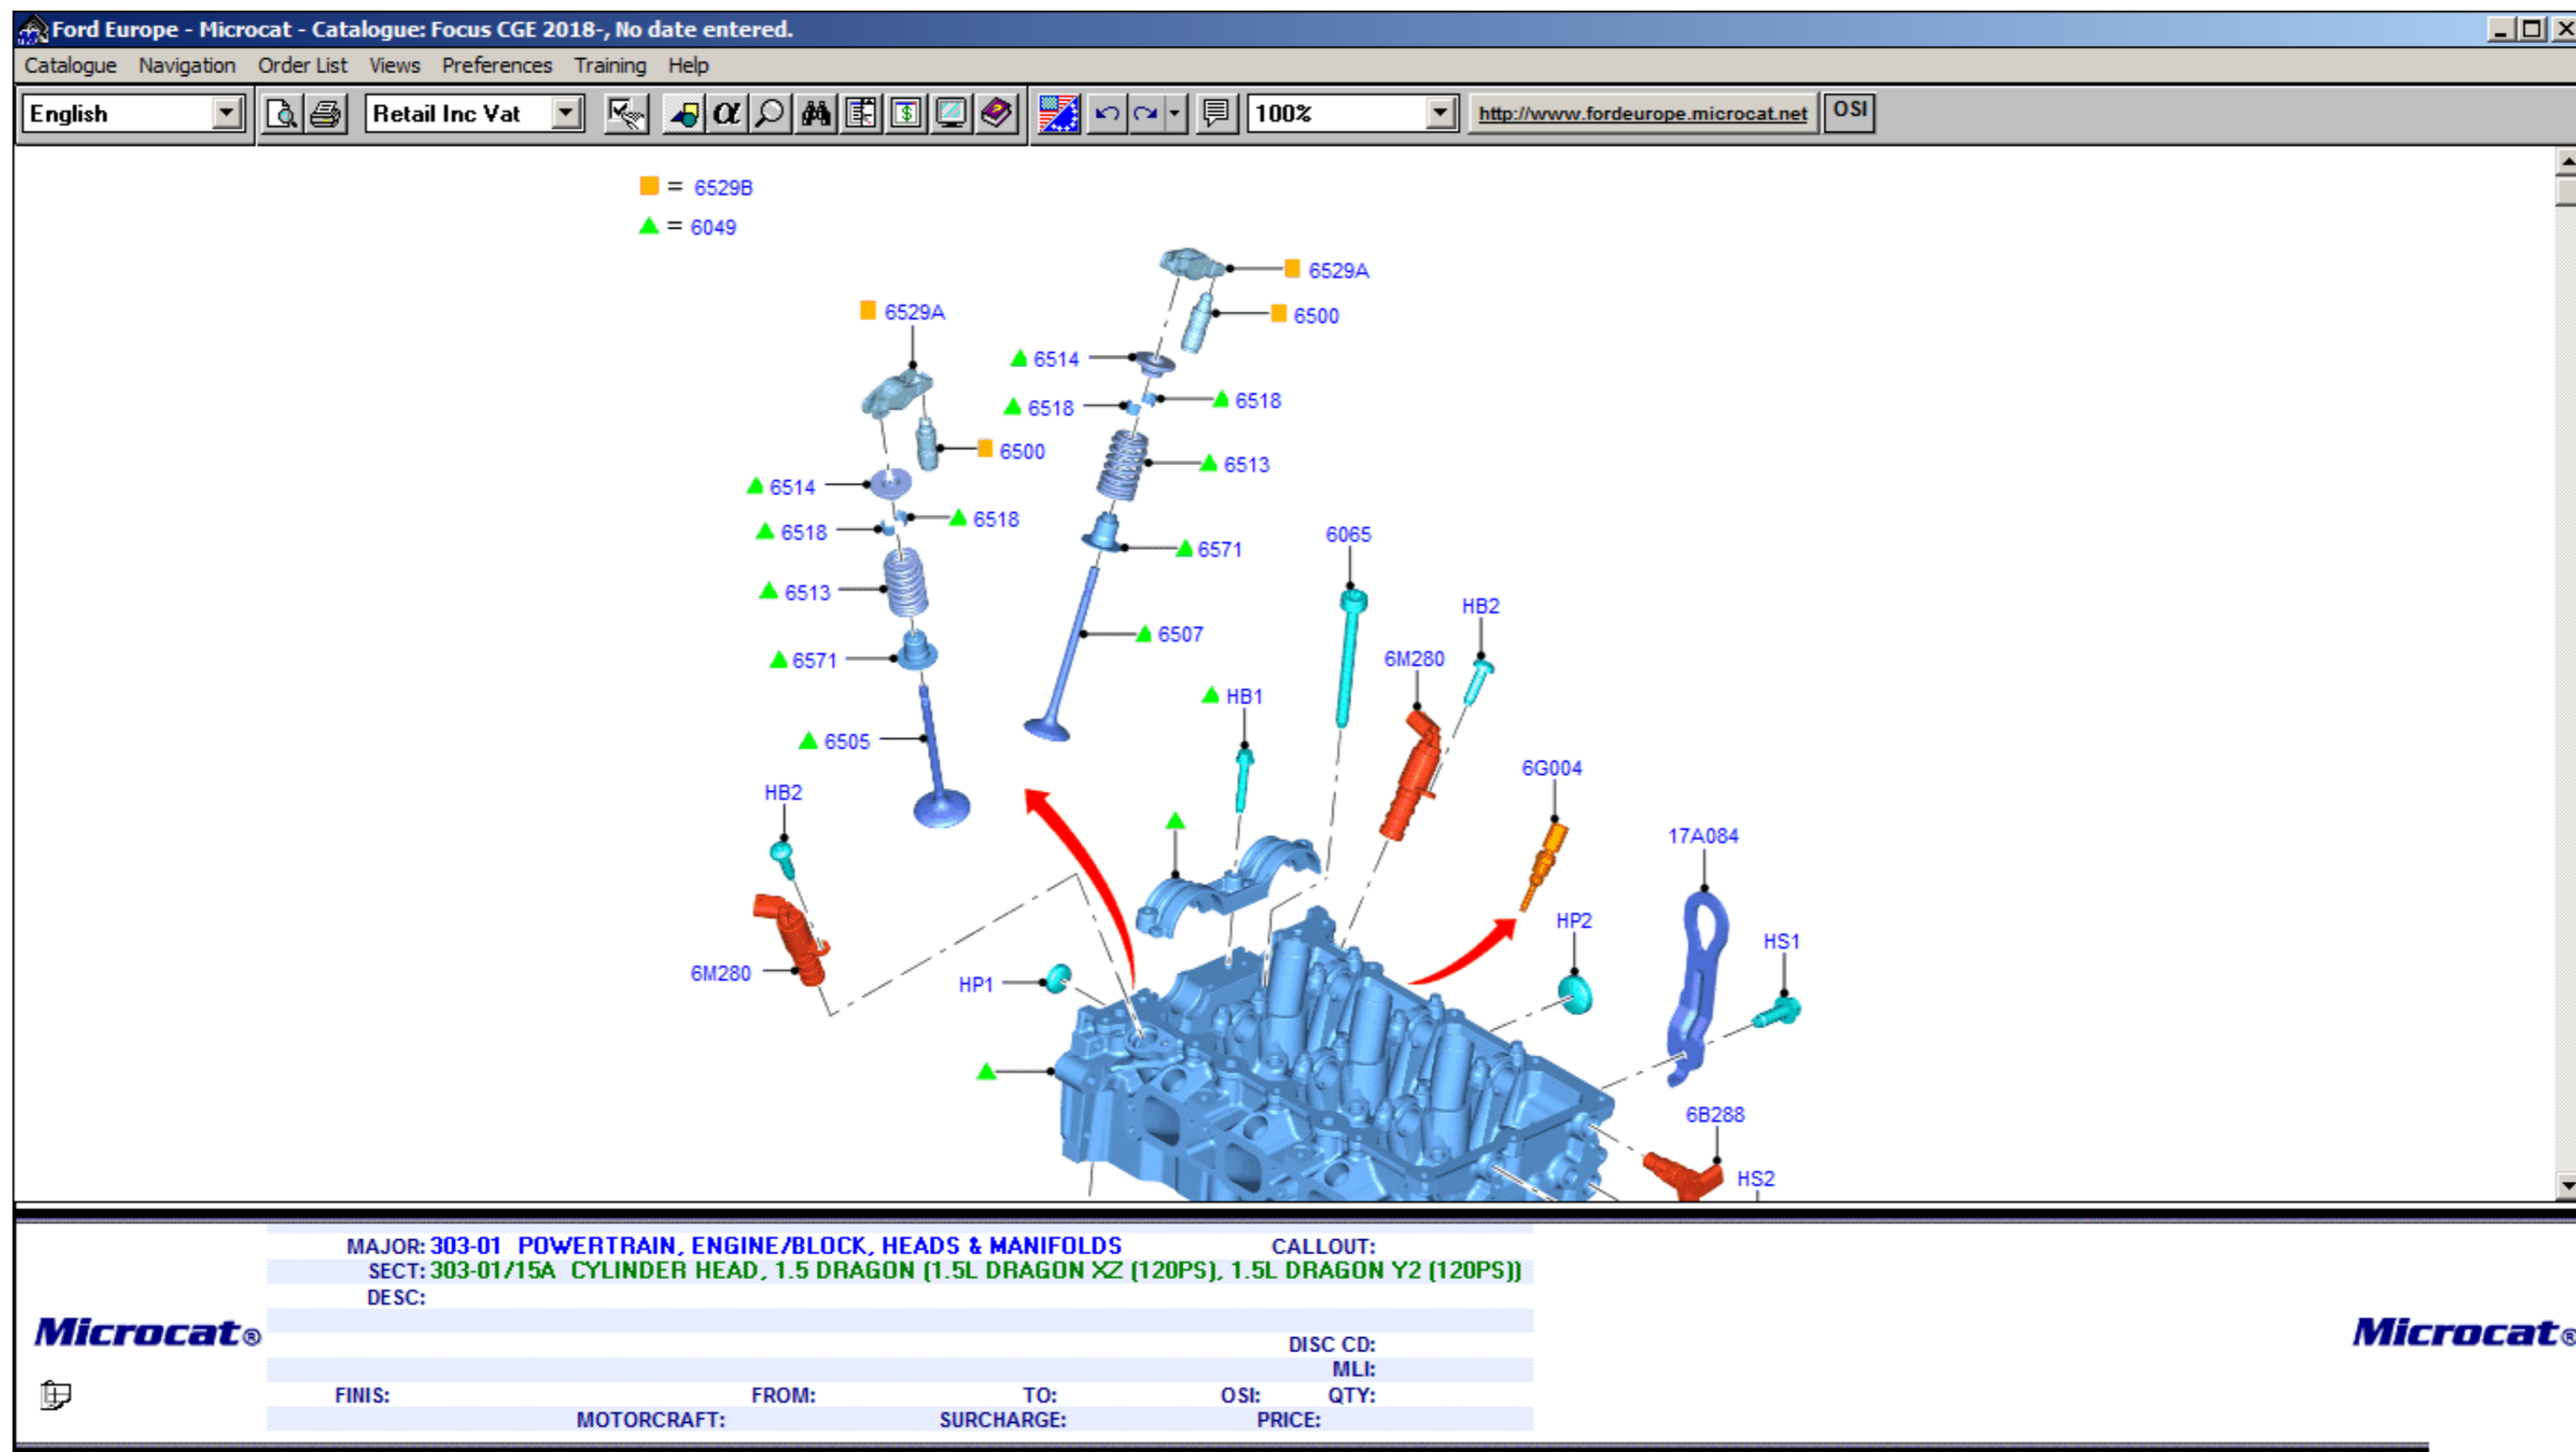 Ford Europe - Microcat - Catalogue: Focus CGE 2018-, No date entered.
Catalogue Navigation Order List Views Preferences Training Help
English Retail Inc Vat α 100% http://www.fordeurope.microcat.net OSI
= 6529B
= 6049
6529A
6529A
6500
6514
6518 6518
6500
6513
6514
6518 6518
6571
6065
6513
HB2
6507
6571
6M280
HB1
6505
6G004
HB2
17A084
HP2
HS1
6M280
HP1
6B288
HS2
MAJOR: 303-01 POWERTRAIN, ENGINE/BLOCK, HEADS & MANIFOLDS CALLOUT:
SECT: 303-01/15A CYLINDER HEAD, 1.5 DRAGON (1.5L DRAGON XZ (120PS), 1.5L DRAGON Y2 (120PS))
DESC:
Microcat® Microcat®
DISC CD:
MLI:
FINIS: FROM: TO: OSI: QTY:
MOTORCRAFT: SURCHARGE: PRICE: